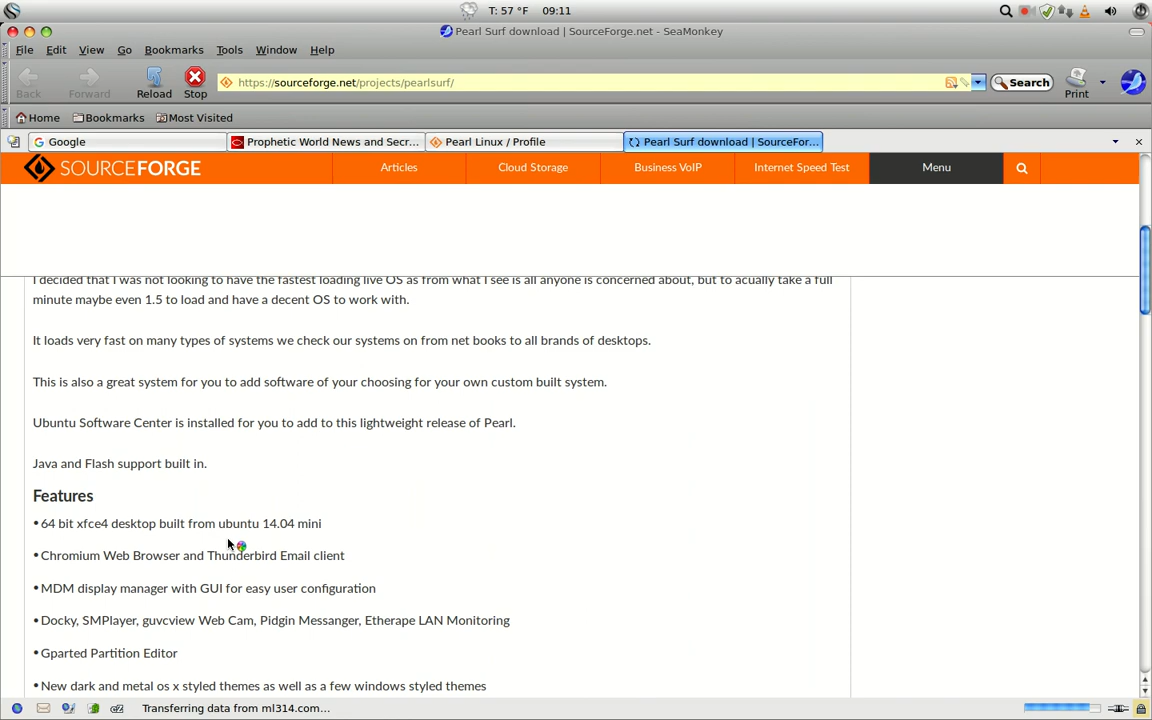 T: 57 °F 09:11
Pearl Surf download | SourceForge.net - SeaMonkey
File Edit View Go Bookmarks Tools Window Help
Back Forward Reload Stop https://sourceforge.net/projects/pearlsurf/ Search Print
Home Bookmarks Most Visited
Google Prophetic World News and Secr... Pearl Linux / Profile Pearl Surf download | SourceFor...
SOURCEFORGE Articles Cloud Storage Business VoIP Internet Speed Test Menu
I decided that I was not looking to have the fastest loading live OS as from what I see is all anyone is concerned about, but to acually take a full
minute maybe even 1.5 to load and have a decent OS to work with.
It loads very fast on many types of systems we check our systems on from net books to all brands of desktops.
This is also a great system for you to add software of your choosing for your own custom built system.
Ubuntu Software Center is installed for you to add to this lightweight release of Pearl.
Java and Flash support built in.
Features
• 64 bit xfce4 desktop built from ubuntu 14.04 mini
• Chromium Web Browser and Thunderbird Email client
• MDM display manager with GUI for easy user configuration
• Docky, SMPlayer, guvcview Web Cam, Pidgin Messanger, Etherape LAN Monitoring
• Gparted Partition Editor
• New dark and metal os x styled themes as well as a few windows styled themes
Transferring data from ml314.com...